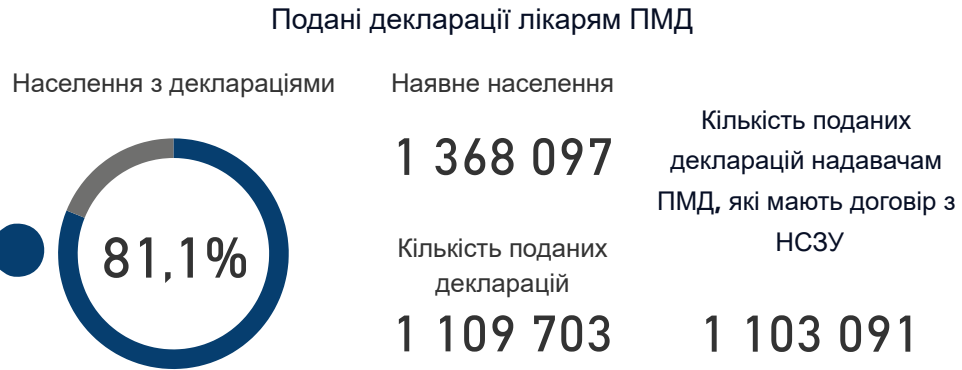 Подані декларації лікарям ПМД
Населення з деклараціями
81,1%
Наявне населення
1 368 097
Кількість поданих
декларацій
1 109 703
Кількість поданих
декларацій надавачам
ПМД, які мають договір з
НСЗУ
1 103 091